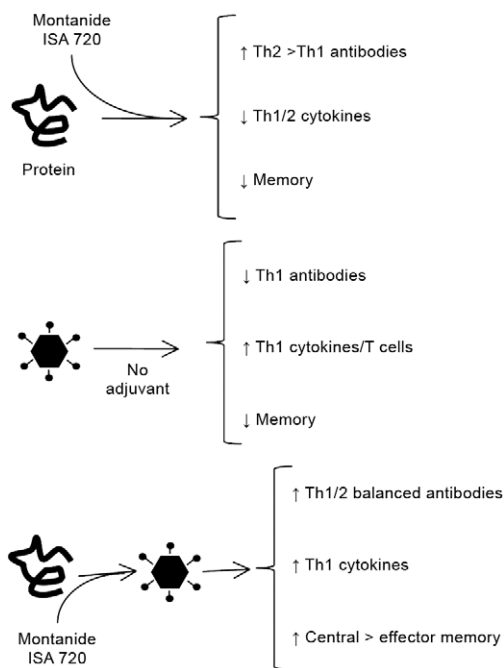 Montanide
ISA 720
↑ Th2 >Th1 antibodies
↓ Th1/2 cytokines
Protein
↓ Memory
↓ Th1 antibodies
↑ Th1 cytokines/T cells
No
adjuvant
↓ Memory
↑ Th1/2 balanced antibodies
↑ Th1 cytokines
Montanide
ISA 720
↑ Central > effector memory